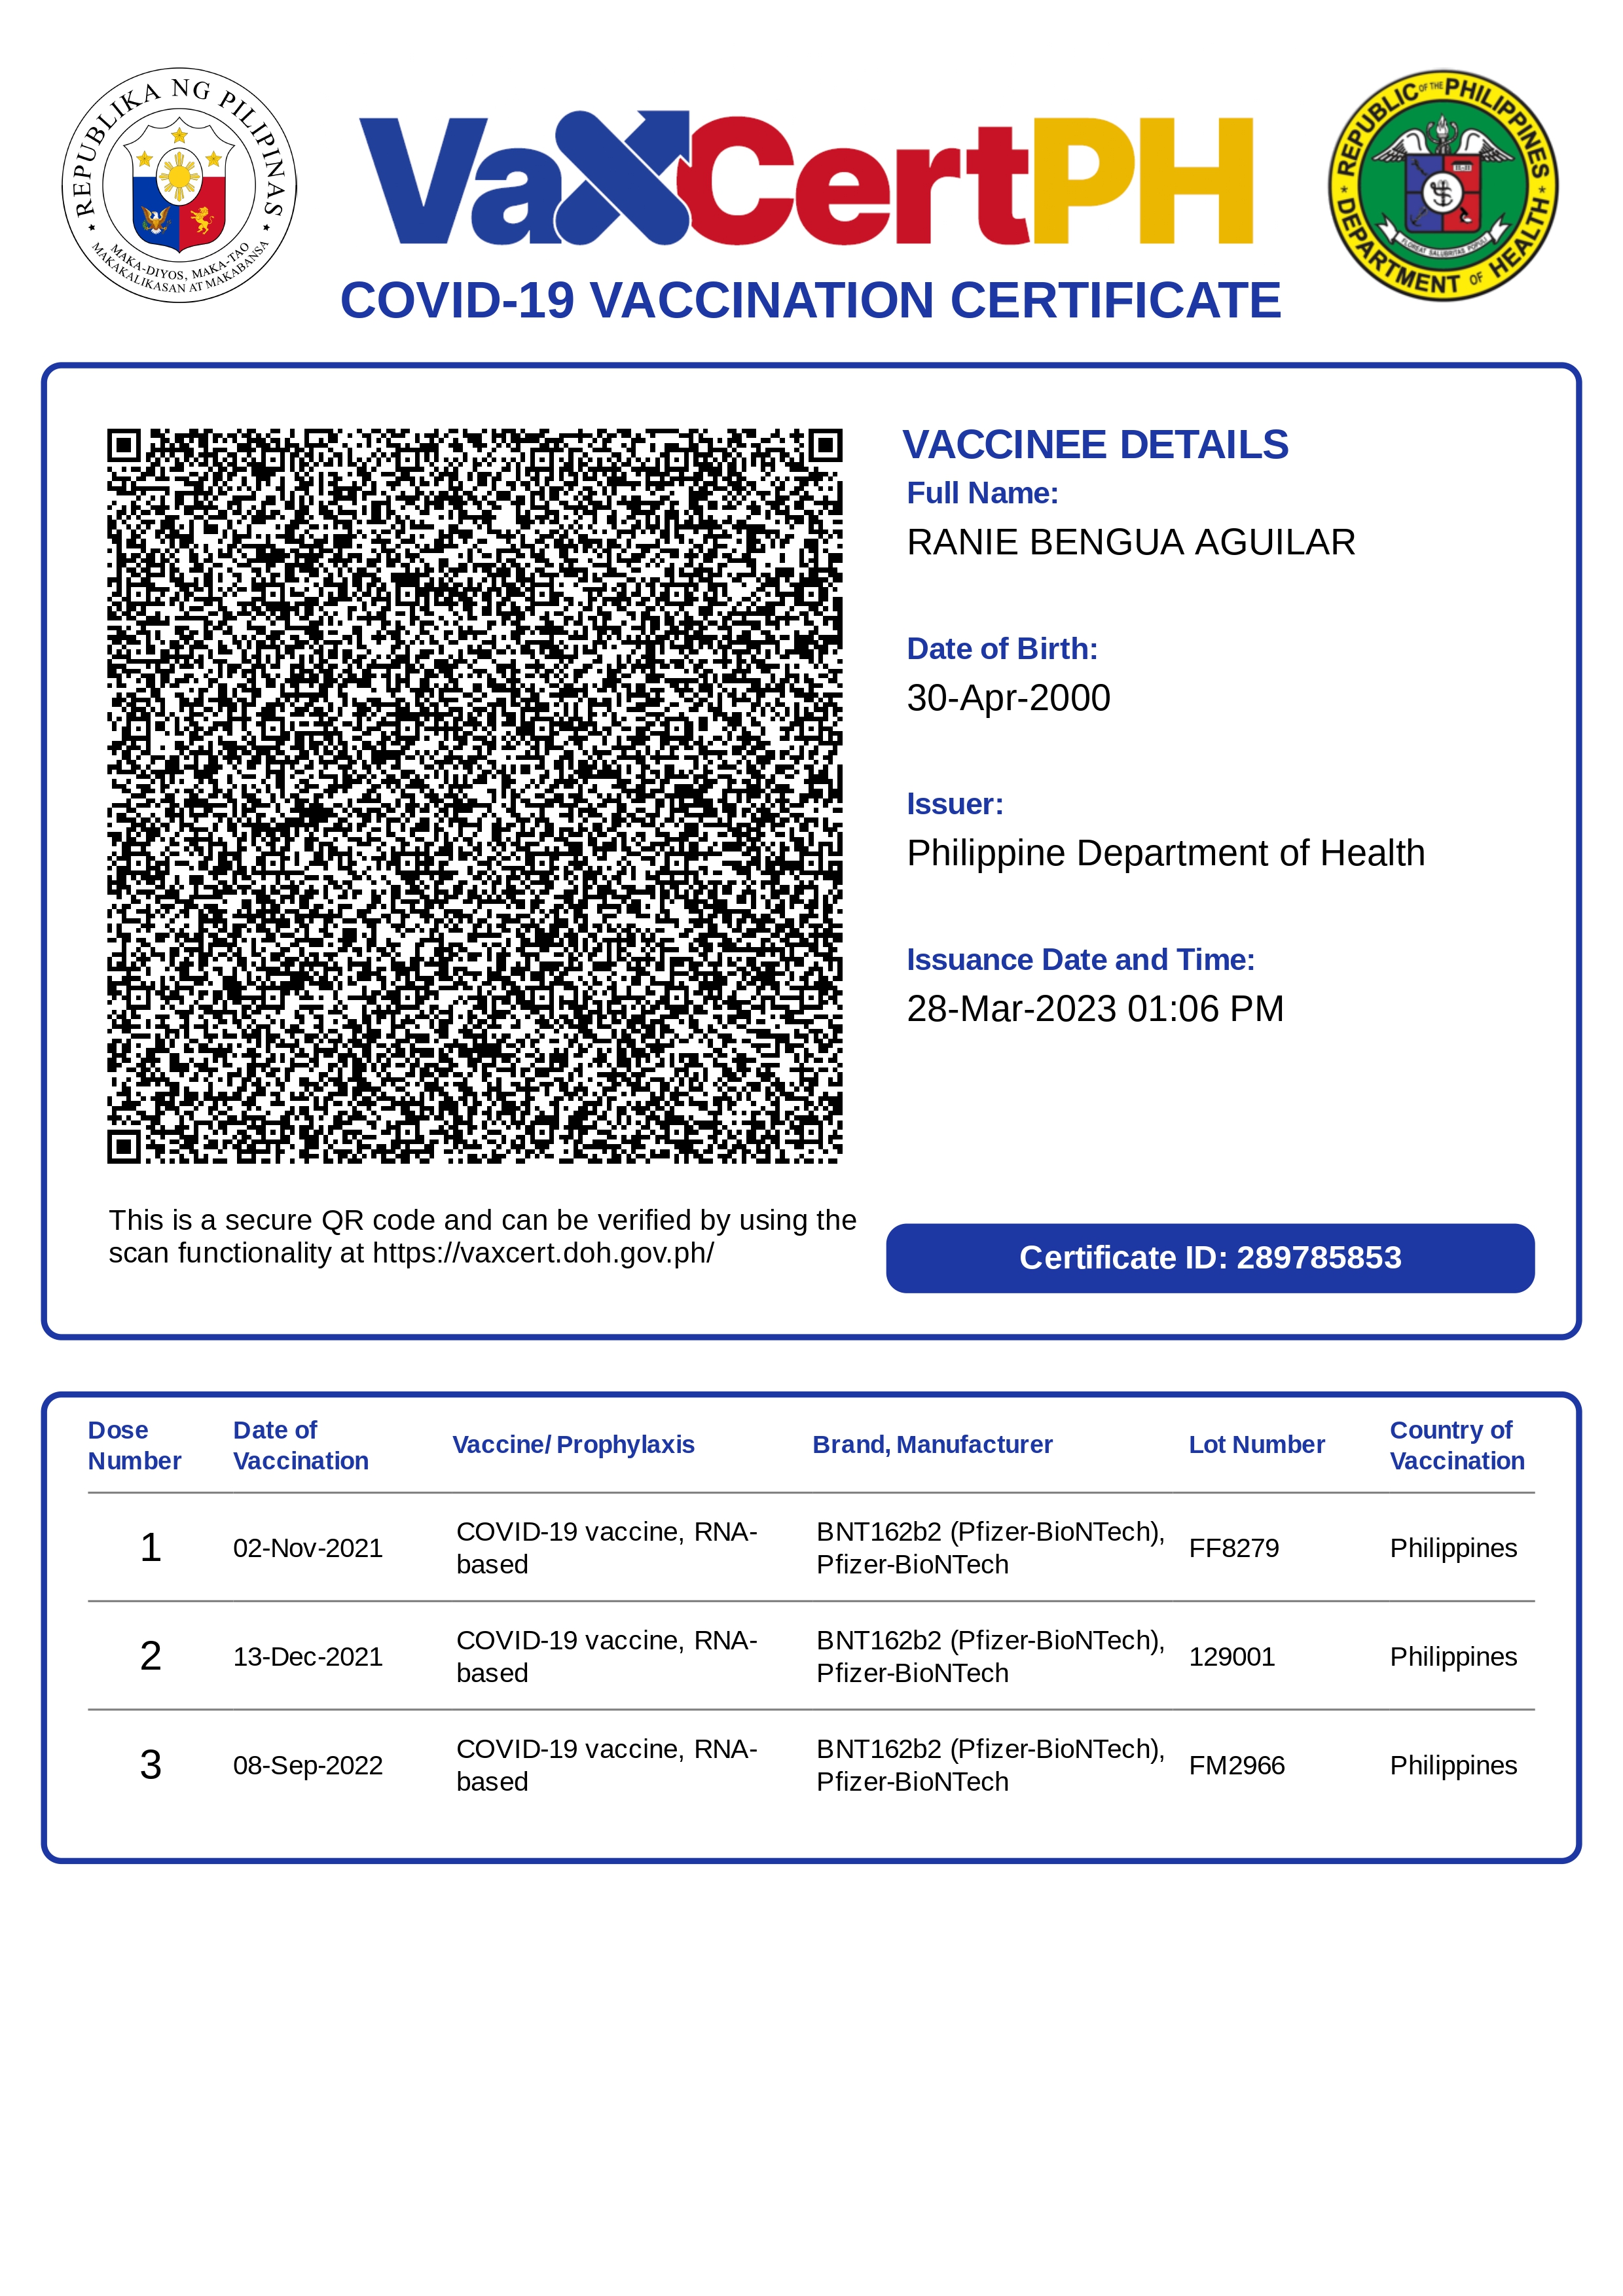 REPUBLIKA NG PILIPINAS
MAKA-DIYOS, MAKA-TAO
MAKAKALIKASAN AT MAKABANSA
VaxCertPH
REPUBLIC OF THE PHILIPPINES
DEPARTMENT OF HEALTH
FLOREAT SALUBRITAS POPULI
COVID-19 VACCINATION CERTIFICATE
VACCINEE DETAILS
Full Name:
RANIE BENGUA AGUILAR
Date of Birth:
30-Apr-2000
Issuer:
Philippine Department of Health
Issuance Date and Time:
28-Mar-2023 01:06 PM
This is a secure QR code and can be verified by using the
scan functionality at https://vaxcert.doh.gov.ph/
Certificate ID: 289785853
Dose Number Date of Vaccination Vaccine/ Prophylaxis Brand, Manufacturer Lot Number Country of Vaccination
1 02-Nov-2021 COVID-19 vaccine, RNA-based BNT162b2 (Pfizer-BioNTech), Pfizer-BioNTech FF8279 Philippines
2 13-Dec-2021 COVID-19 vaccine, RNA-based BNT162b2 (Pfizer-BioNTech), Pfizer-BioNTech 129001 Philippines
3 08-Sep-2022 COVID-19 vaccine, RNA-based BNT162b2 (Pfizer-BioNTech), Pfizer-BioNTech FM2966 Philippines